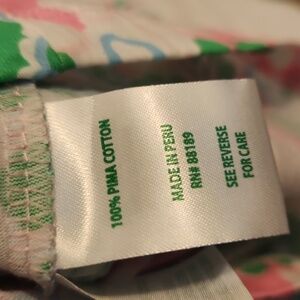 100% PIMA COTTON
MADE IN PERU
RN# 88189
SEE REVERSE
FOR CARE